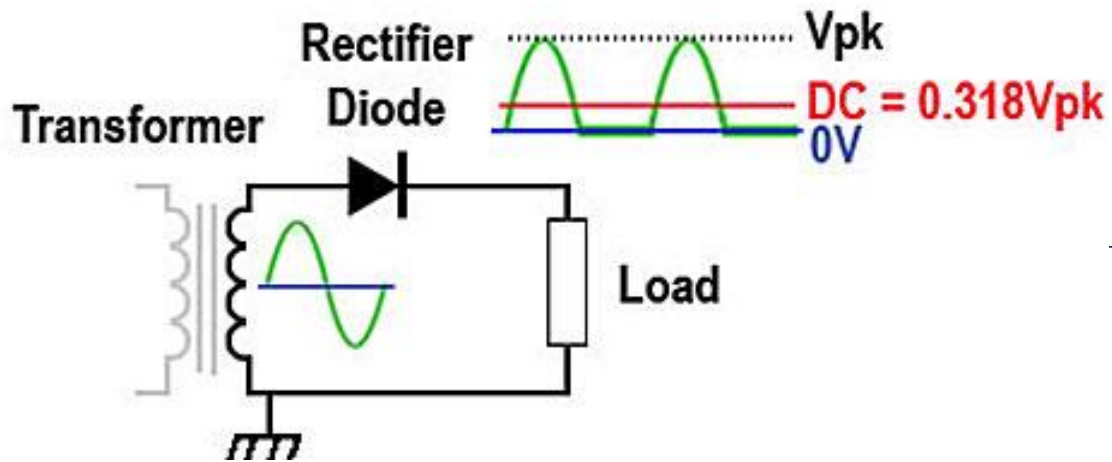 Rectifier
Diode
Transformer
Vpk
DC = 0.318Vpk
0V
Load